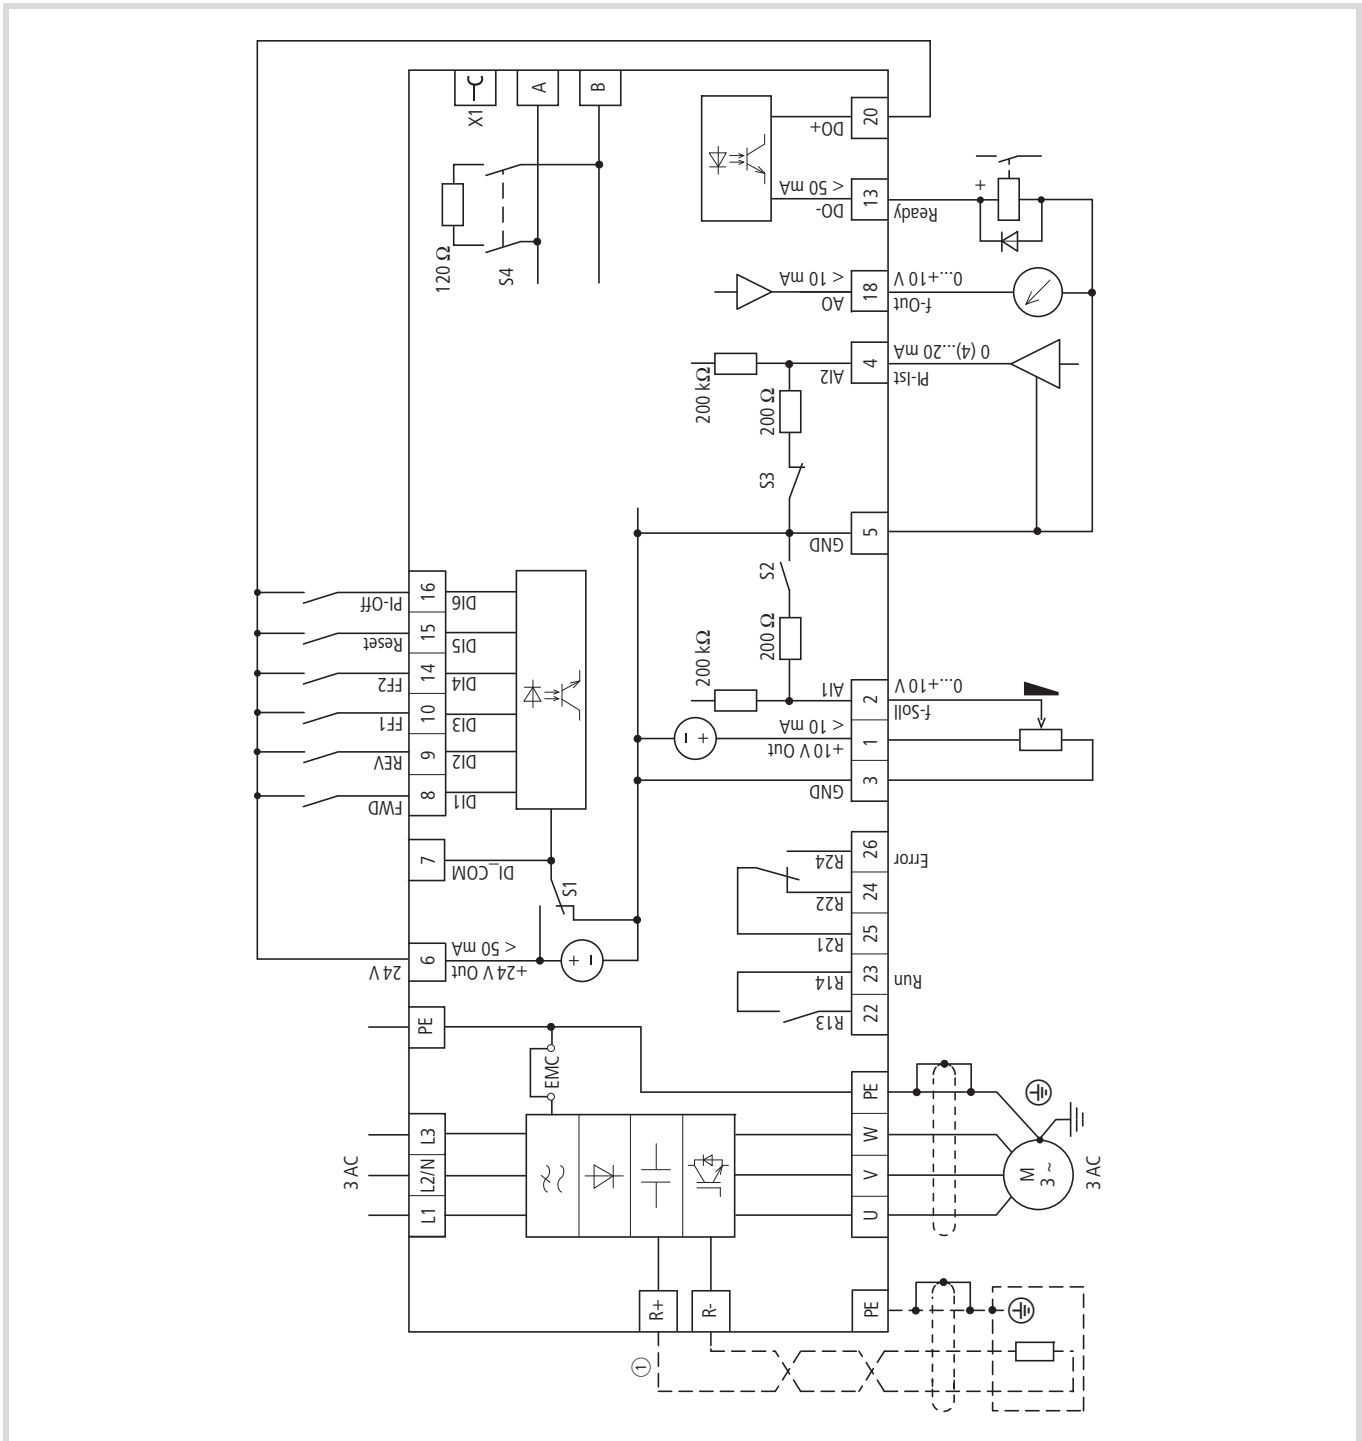 X1
A
B
120 Ω
S4
DO+
20
< 50 mA
DO-
13
Ready
+
< 10 mA
AO
18
0...+10 V
f-Out
200 kΩ
AI2
4
0 (4)...20 mA
PI-Ist
200 Ω
S3
GND
5
S2
200 Ω
200 kΩ
AI1
2
0...+10 V
f-Soll
< 10 mA
+10 V Out
1
- +
GND
3
PI-Off
16
DI6
Reset
15
DI5
FF2
14
DI4
FF1
10
DI3
REV
9
DI2
FWD
8
DI1
7
DI_COM
S1
24 V
6
< 50 mA
+24 V Out
+ -
R24
26
Error
R22
24
R21
25
R14
23
Run
R13
22
PE
EMC
3 AC
L3
L2/N
L1
PE
W
V
U
M
3 ~
3 AC
R+
R-
PE
1